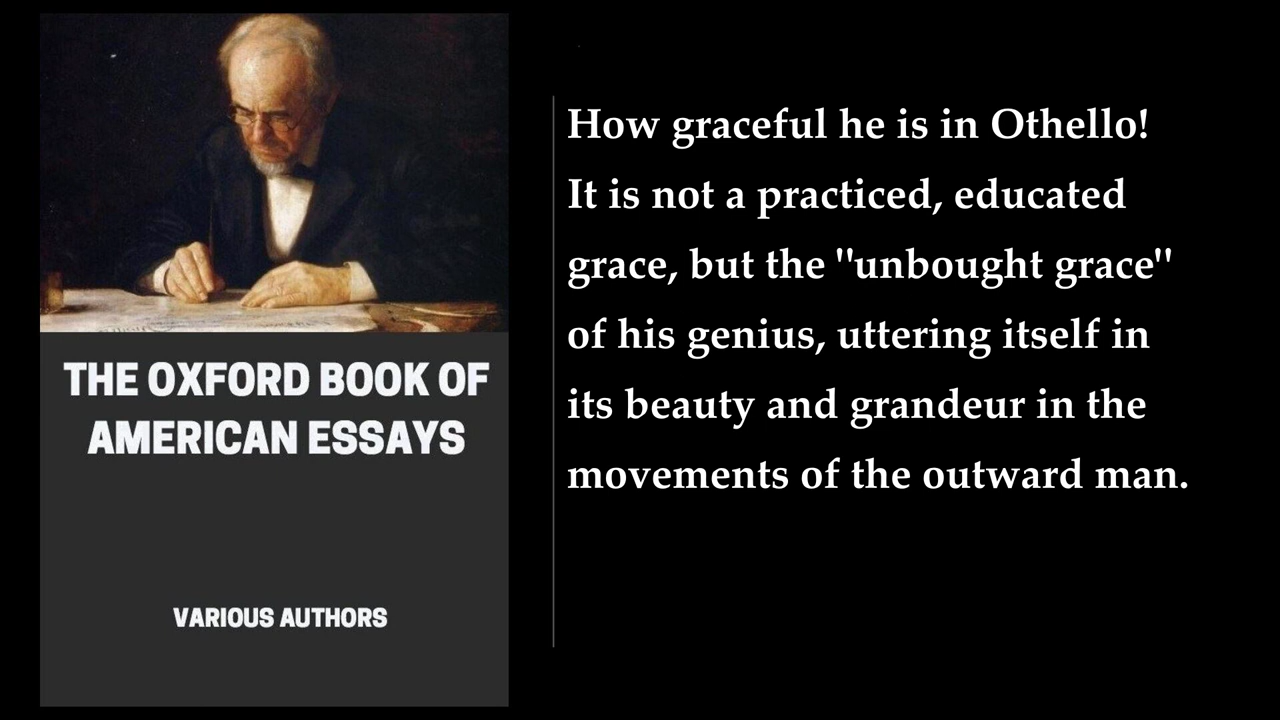 THE OXFORD BOOK OF
AMERICAN ESSAYS
VARIOUS AUTHORS
How graceful he is in Othello!
It is not a practiced, educated
grace, but the "unbought grace"
of his genius, uttering itself in
its beauty and grandeur in the
movements of the outward man.